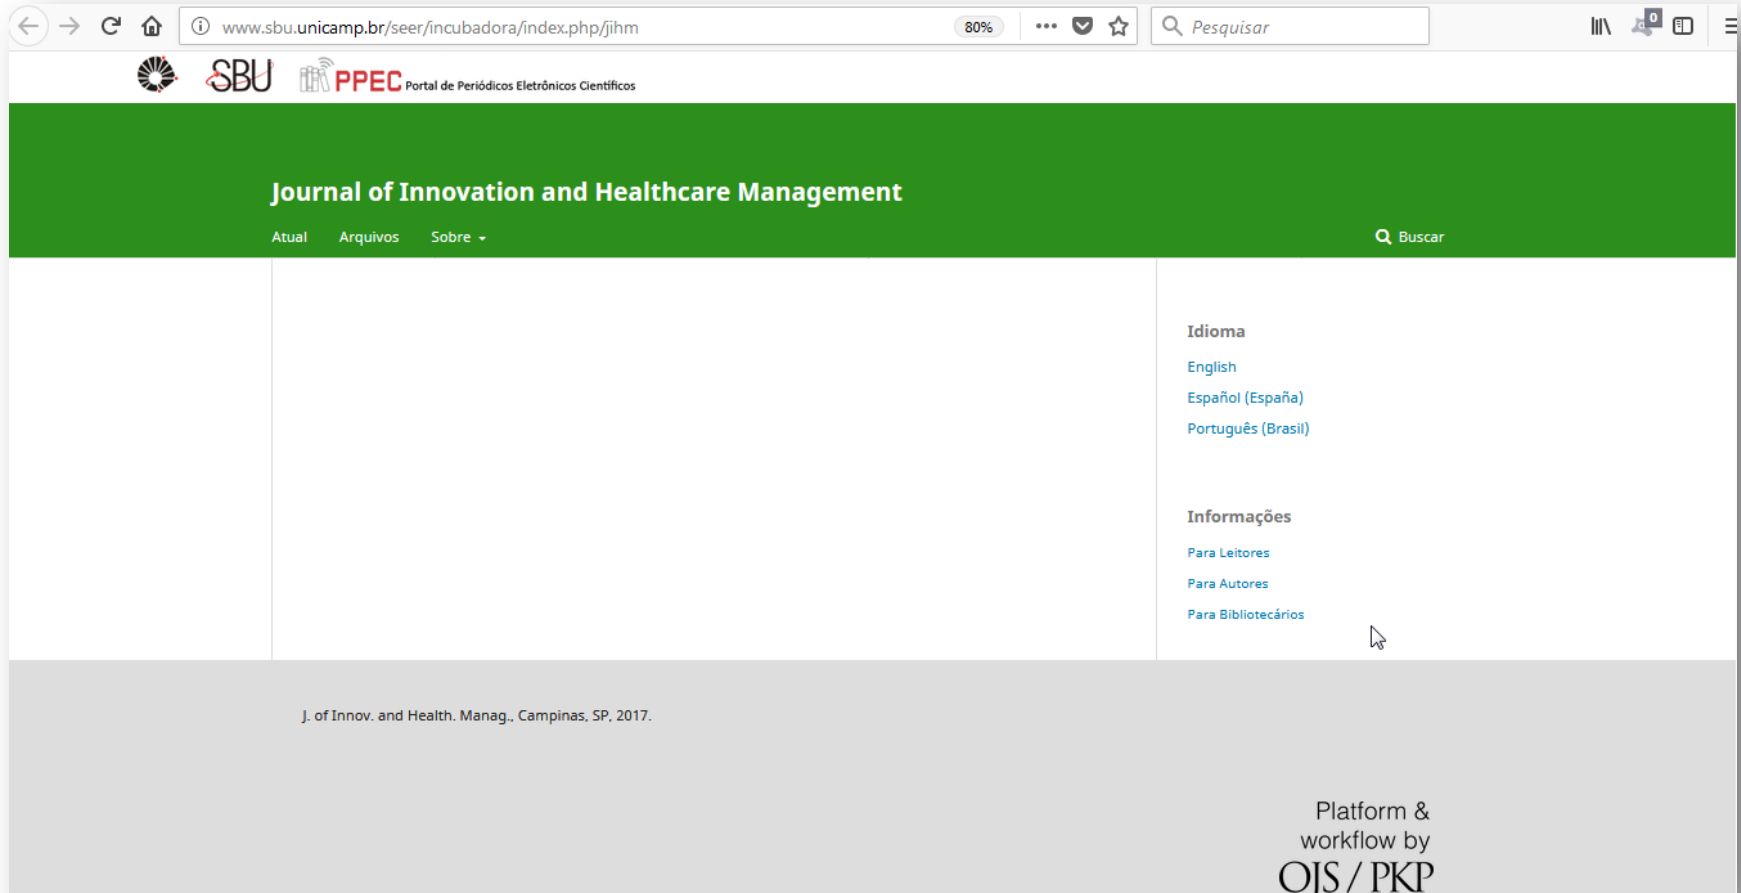 www.sbu.unicamp.br/seer/incubadora/index.php/jihm
80%
Pesquisar
0
SBU
PPEC Portal de Periódicos Eletrônicos Científicos
Journal of Innovation and Healthcare Management
Atual Arquivos Sobre
Buscar
Idioma
English
Español (España)
Português (Brasil)
Informações
Para Leitores
Para Autores
Para Bibliotecários
J. of Innov. and Health. Manag., Campinas, SP, 2017.
Platform &
workflow by
OJS / PKP